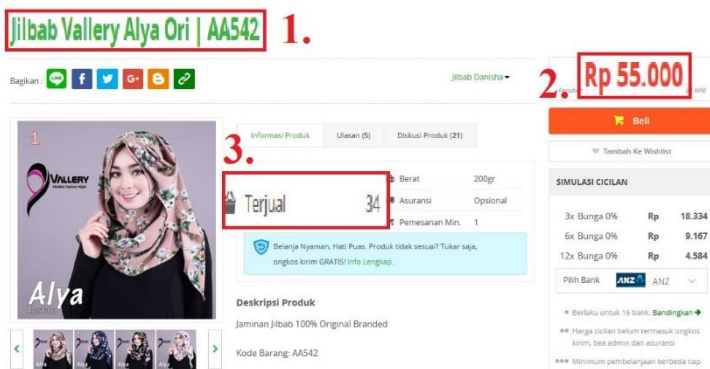 Jilbab Vallery Alya Ori | AA542
1.
Bagikan :
Jilbab Danisha
2.
Rp 55.000
WIB
Beli
Tambah Ke Wishlist
Informasi Produk
Ulasan (5)
Diskusi Produk (21)
3.
Terjual 34
Berat 200gr
Asuransi Opsional
Pemesanan Min. 1
Belanja Nyaman, Hati Puas. Produk tidak sesuai? Tukar saja,
ongkos kirim GRATIS! Info Lengkap.
1
VALLERY
Alya
Deskripsi Produk
Jaminan Jilbab 100% Original Branded
Kode Barang: AA542
SIMULASI CICILAN
3x Bunga 0% Rp 18.334
6x Bunga 0% Rp 9.167
12x Bunga 0% Rp 4.584
Pilih Bank ANZ ANZ
* Berlaku untuk 16 bank. Bandingkan
** Harga cicilan belum termasuk ongkos
kirim, bea admin dan asuransi
*** Minimum pembelanjaan berbeda tiap